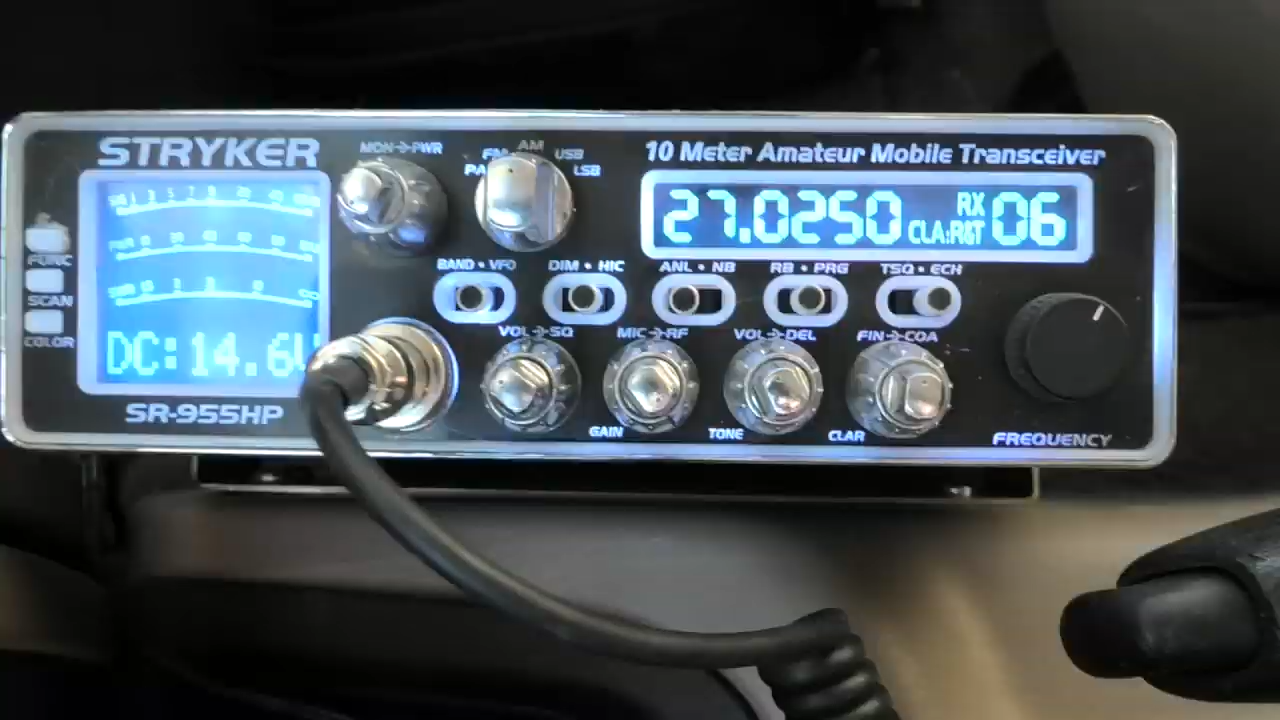 STRYKER
MON PWR
PA FM AM USB LSB
10 Meter Amateur Mobile Transceiver
27.0250 RX CLA:R&T 06
FUNC
SCAN
COLOR
BAND • VFO
DIM • HIC
ANL • NB
RB • PRG
TSQ • ECH
VOL SQ
MIC RF
VOL DEL
FIN COA
DC:14.6V
SR-955HP
GAIN
TONE
CLAR
FREQUENCY